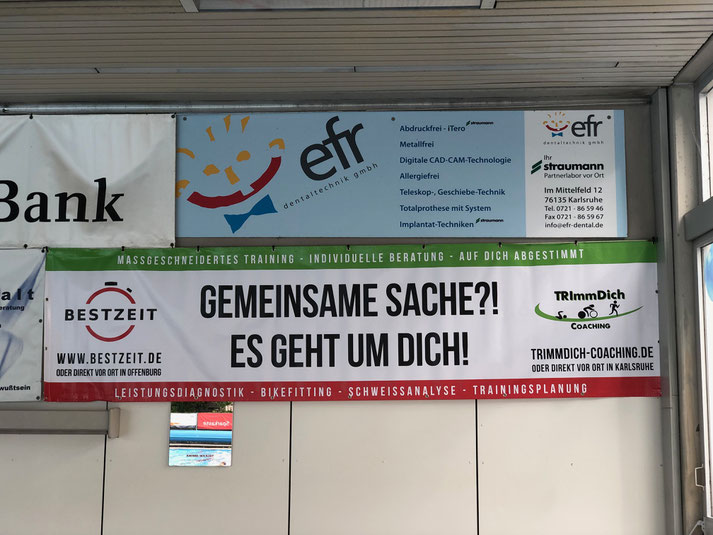 Bank
efr
dentaltechnik gmbh
Abdruckfrei - iTero straumann
Metallfrei
Digitale CAD-CAM-Technologie
Allergiefrei
Teleskop-, Geschiebe-Technik
Totalprothese mit System
Implantat-Techniken straumann
efr
dentaltechnik gmbh
Ihr
straumann
Partnerlabor vor Ort
Im Mittelfeld 12
76135 Karlsruhe
Tel. 0721 - 86 59 46
Fax 0721 - 86 59 67
info@efr-dental.de
MASSGESCHNEIDERTES TRAINING - INDIVIDUELLE BERATUNG - AUF DICH ABGESTIMMT
BESTZEIT
WWW.BESTZEIT.DE
ODER DIREKT VOR ORT IN OFFENBURG
GEMEINSAME SACHE?!
ES GEHT UM DICH!
TRImmDich
COACHING
TRIMMDICH-COACHING.DE
ODER DIREKT VOR ORT IN KARLSRUHE
LEISTUNGSDIAGNOSTIK - BIKEFITTING - SCHWEISSANALYSE - TRAININGSPLANUNG
Sparkasse